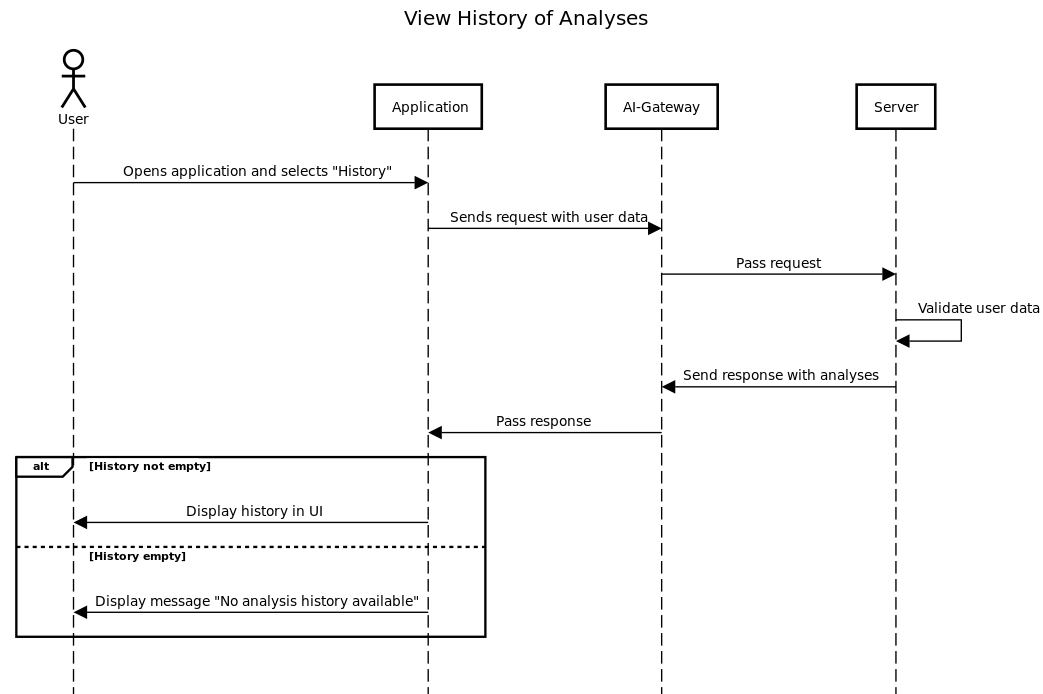 View History of Analyses
User
Application
AI-Gateway
Server
Opens application and selects "History"
Sends request with user data
Pass request
Validate user data
Send response with analyses
Pass response
alt
[History not empty]
Display history in UI
[History empty]
Display message "No analysis history available"